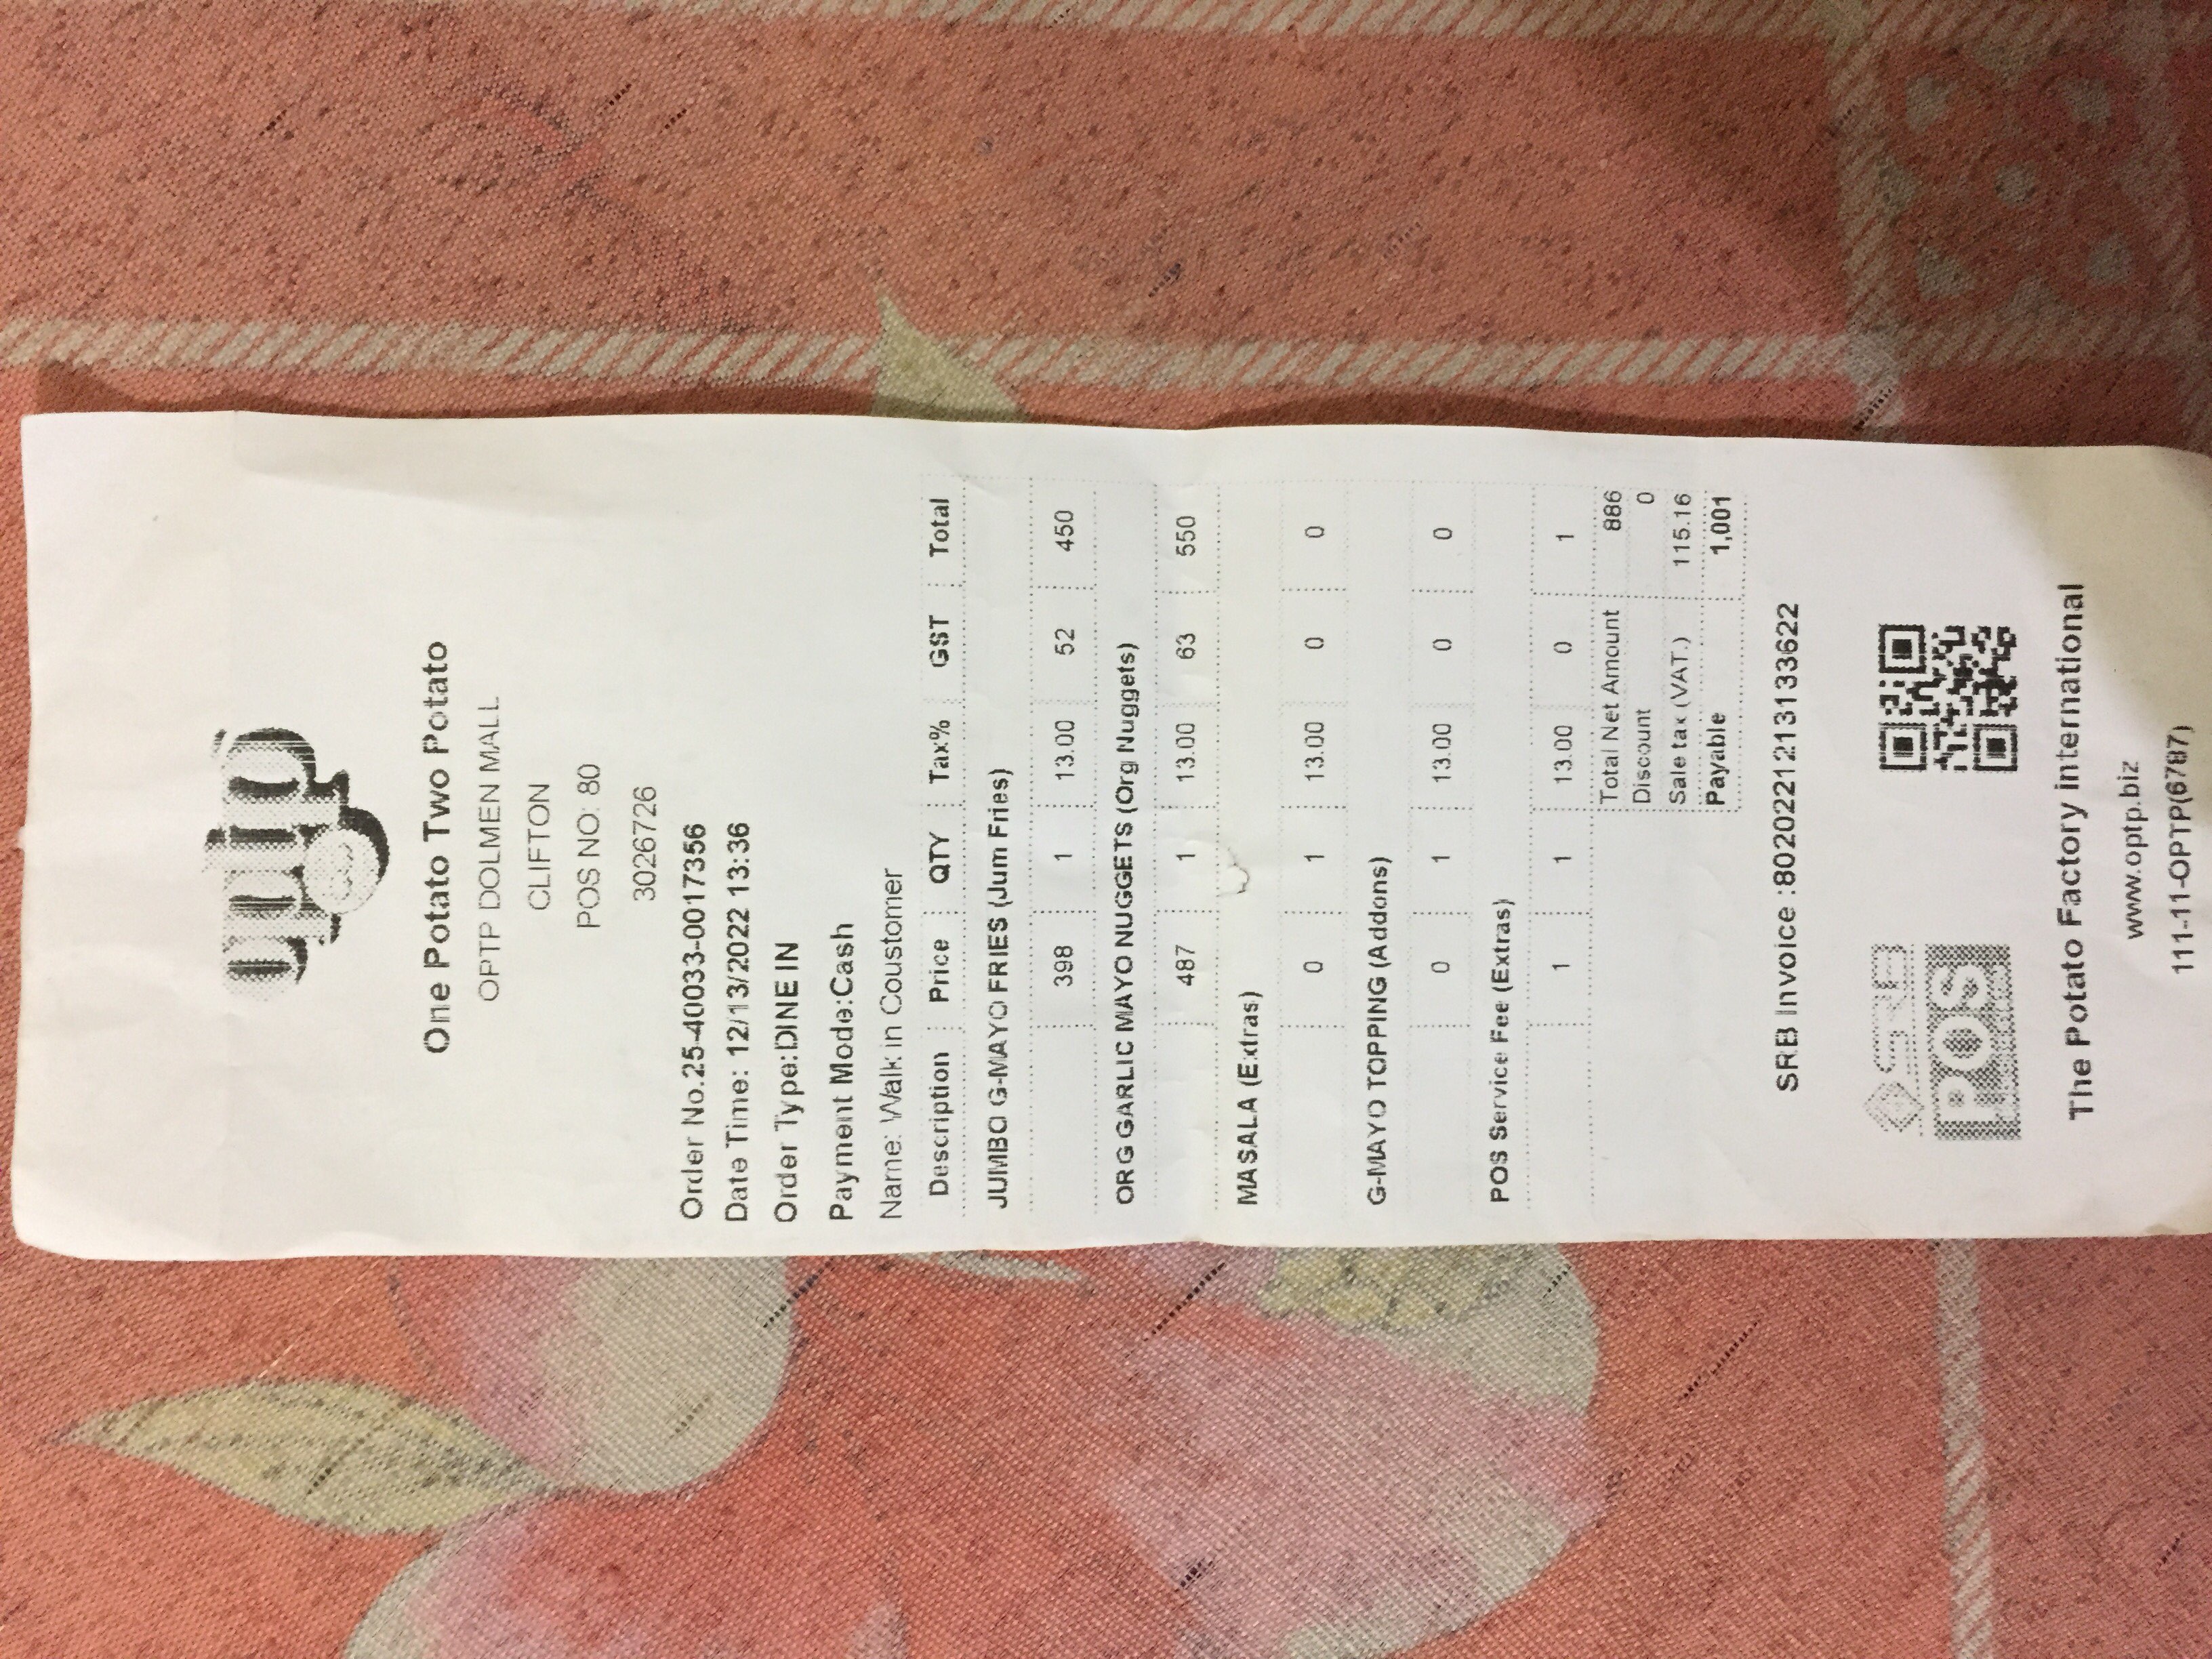 optp
One Potato Two Potato
OPTP DOLMEN MALL
CLIFTON
POS NO: 80
3026726
Order No.25-40033-0017356
Date Time: 12/13/2022 13:36
Order Type:DINE IN
Payment Mode:Cash
Name: Walk in Coustomer
Description Price QTY Tax% GST Total
JUMBO G-MAYO FRIES (Jum Fries)
398 1 13.00 52 450
ORG GARLIC MAYO NUGGETS (Org Nuggets)
487 1 13.00 63 550
MASALA (Extras)
0 1 13.00 0 0
G-MAYO TOPPING (Addons)
0 1 13.00 0 0
POS Service Fee (Extras)
1 1 13.00 0 1
Total Net Amount 886
Discount 0
Sale tax (VAT.) 115.16
Payable 1,001
SRB Invoice :8020221213133622
SRB
POS
The Potato Factory international
www.optp.biz
111-11-OPTP(6787)